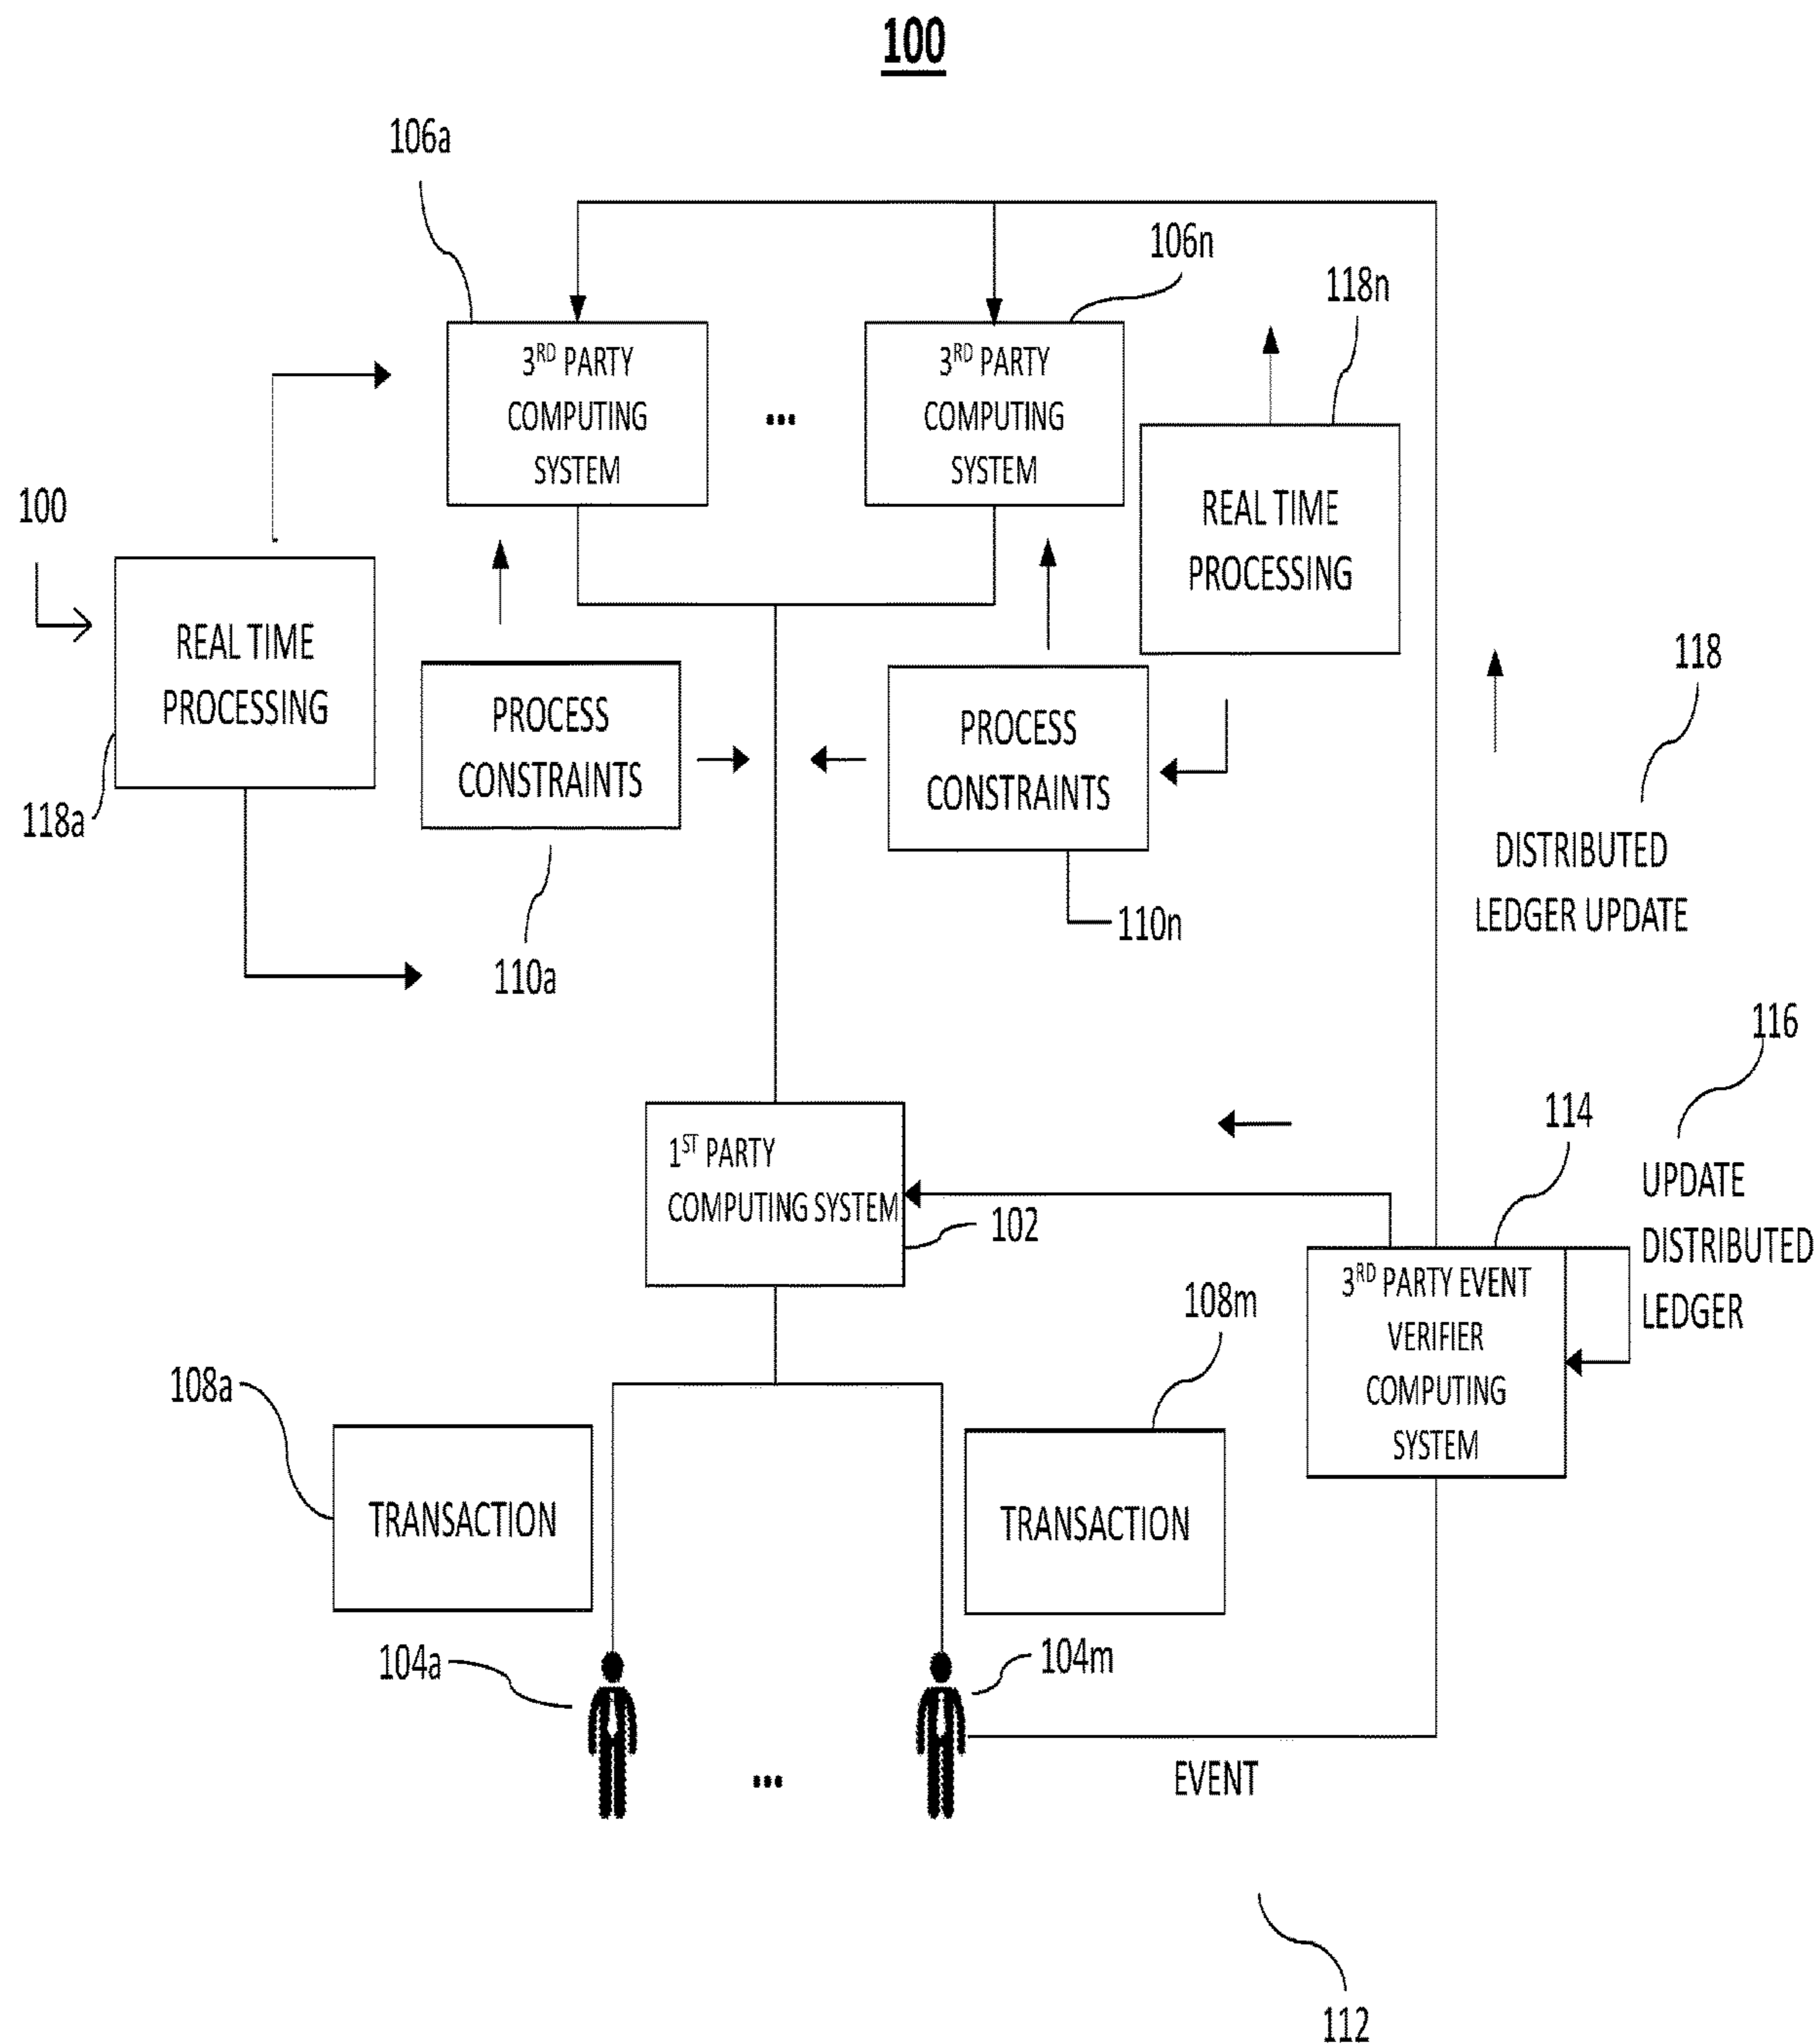 100
106a
106n
118n
3RD PARTY
COMPUTING
SYSTEM
...
3RD PARTY
COMPUTING
SYSTEM
REAL TIME
PROCESSING
100
REAL TIME
PROCESSING
118a
PROCESS
CONSTRAINTS
110a
PROCESS
CONSTRAINTS
110n
118
DISTRIBUTED
LEDGER UPDATE
116
UPDATE
DISTRIBUTED
LEDGER
114
1ST PARTY
COMPUTING SYSTEM
102
3RD PARTY EVENT
VERIFIER
COMPUTING
SYSTEM
108a
TRANSACTION
108m
TRANSACTION
104a
104m
...
EVENT
112